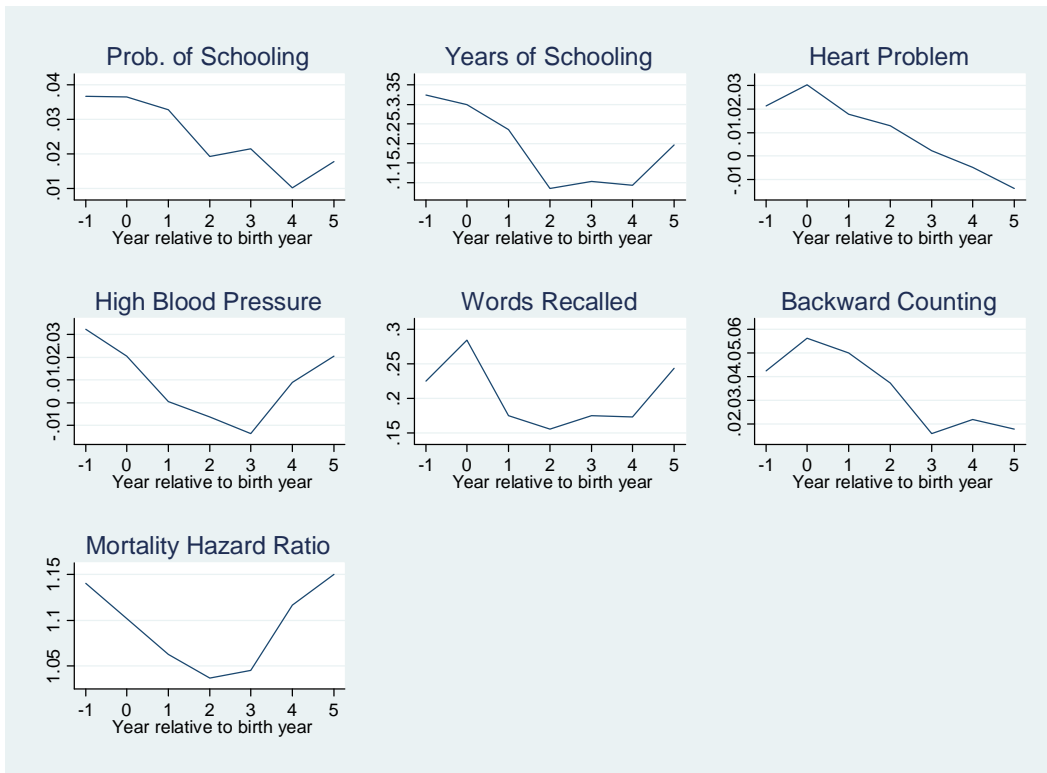 Prob. of Schooling
.04
.03
.02
.01
-1 0 1 2 3 4 5
Year relative to birth year
Years of Schooling
.1.15.2.25.3.35
-1 0 1 2 3 4 5
Year relative to birth year
Heart Problem
-.01 0 .01.02.03
-1 0 1 2 3 4 5
Year relative to birth year
High Blood Pressure
-.01 0 .01.02.03
-1 0 1 2 3 4 5
Year relative to birth year
Words Recalled
.3
.25
.2
.15
-1 0 1 2 3 4 5
Year relative to birth year
Backward Counting
.02.03.04.05.06
-1 0 1 2 3 4 5
Year relative to birth year
Mortality Hazard Ratio
1.15
1.1
1.05
-1 0 1 2 3 4 5
Year relative to birth year